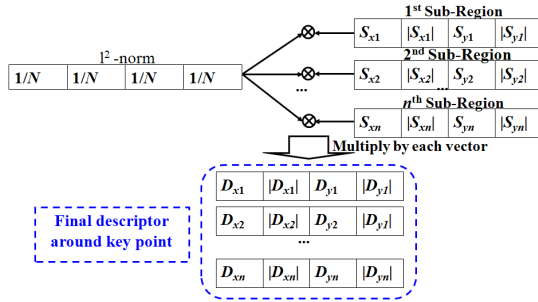 1st Sub-Region
Sx1 |Sx1| Sy1 |Sy1|
l2 -norm
2nd Sub-Region
1/N 1/N 1/N 1/N
Sx2 |Sx2| Sy2 |Sy2|
... ...
nth Sub-Region
Sxn |Sxn| Syn |Syn|
Multiply by each vector
Dx1 |Dx1| Dy1 |Dy1|
Final descriptor
around key point
Dx2 |Dx2| Dy2 |Dy1|
...
Dxn |Dxn| Dyn |Dyn|